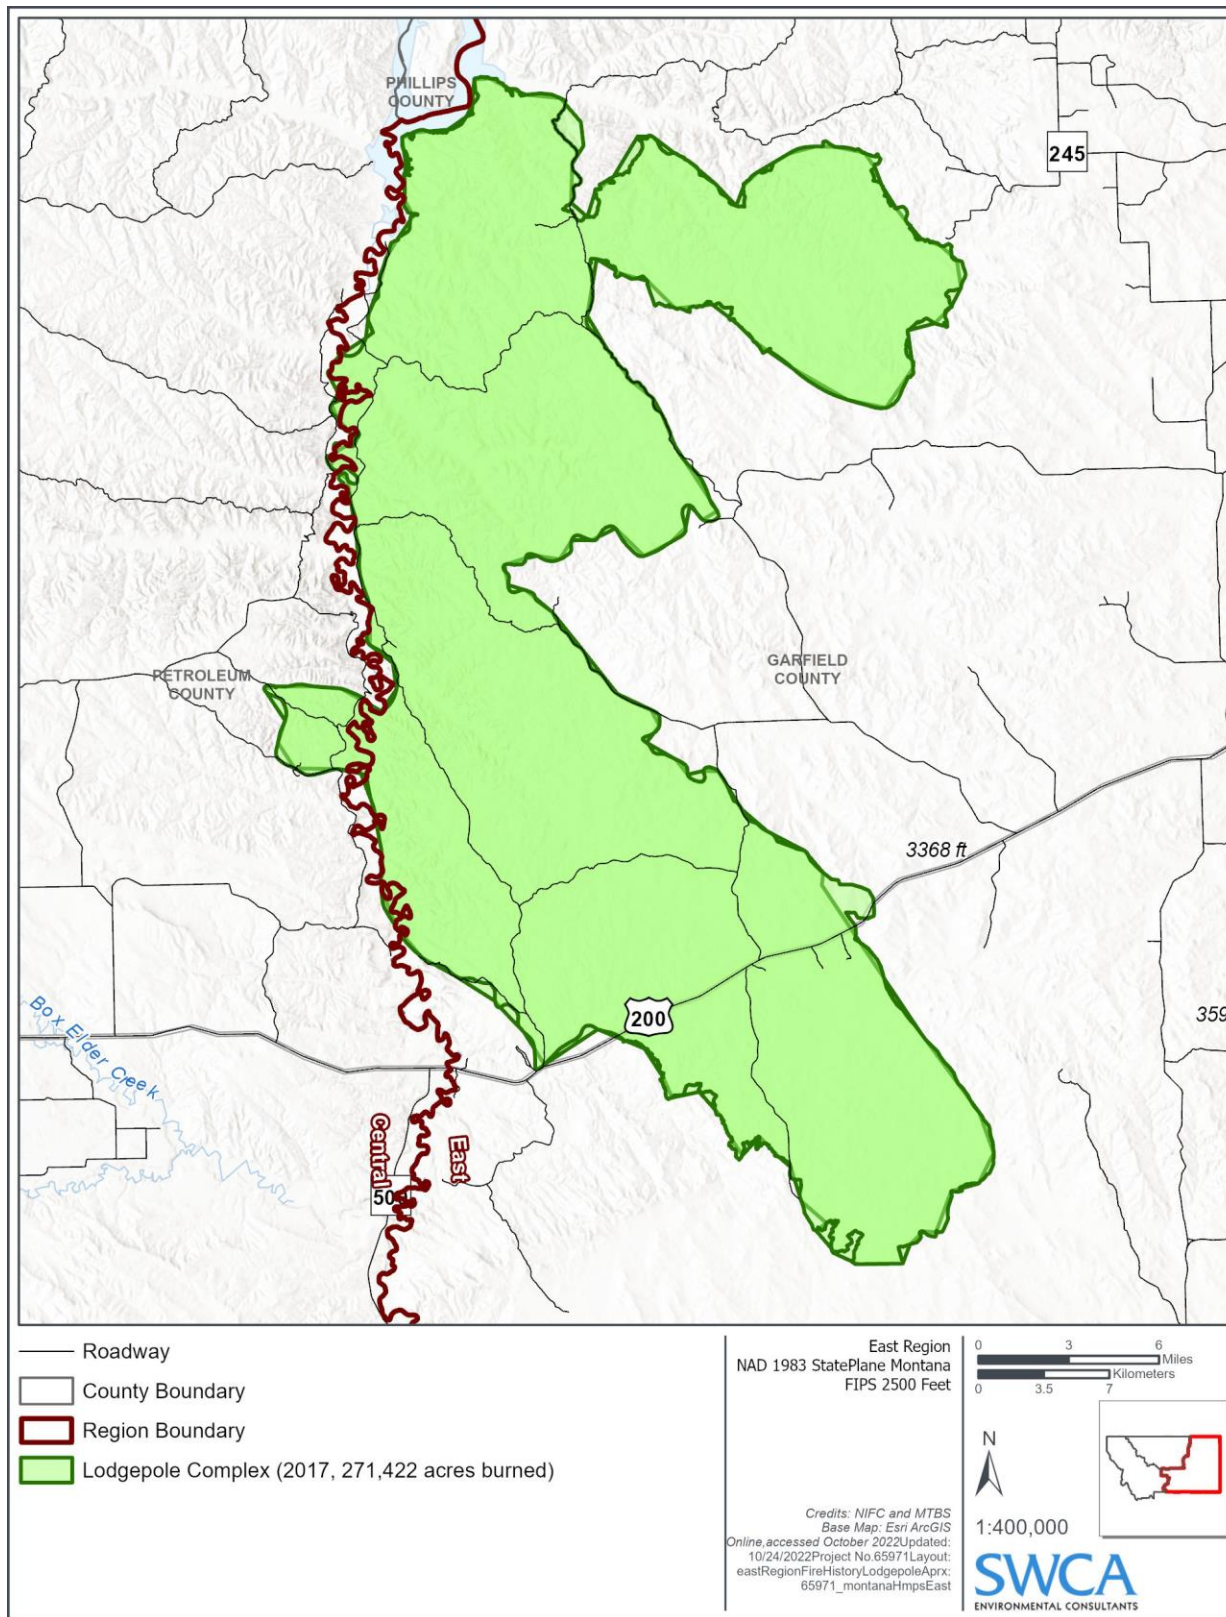 PHILLIPS
COUNTY
245
PETROLEUM
COUNTY
GARFIELD
COUNTY
3368 ft
Box Elder Creek
200
359
Central
East
50
Roadway
County Boundary
Region Boundary
Lodgepole Complex (2017, 271,422 acres burned)
East Region
NAD 1983 StatePlane Montana
FIPS 2500 Feet
Credits: NIFC and MTBS
Base Map: Esri ArcGIS
Online,accessed October 2022Updated:
10/24/2022Project No.65971Layout:
eastRegionFireHistoryLodgepoleAprx:
65971_montanaHmpsEast
0 3 6
Miles
Kilometers
0 3.5 7
N
1:400,000
SWCA
ENVIRONMENTAL CONSULTANTS